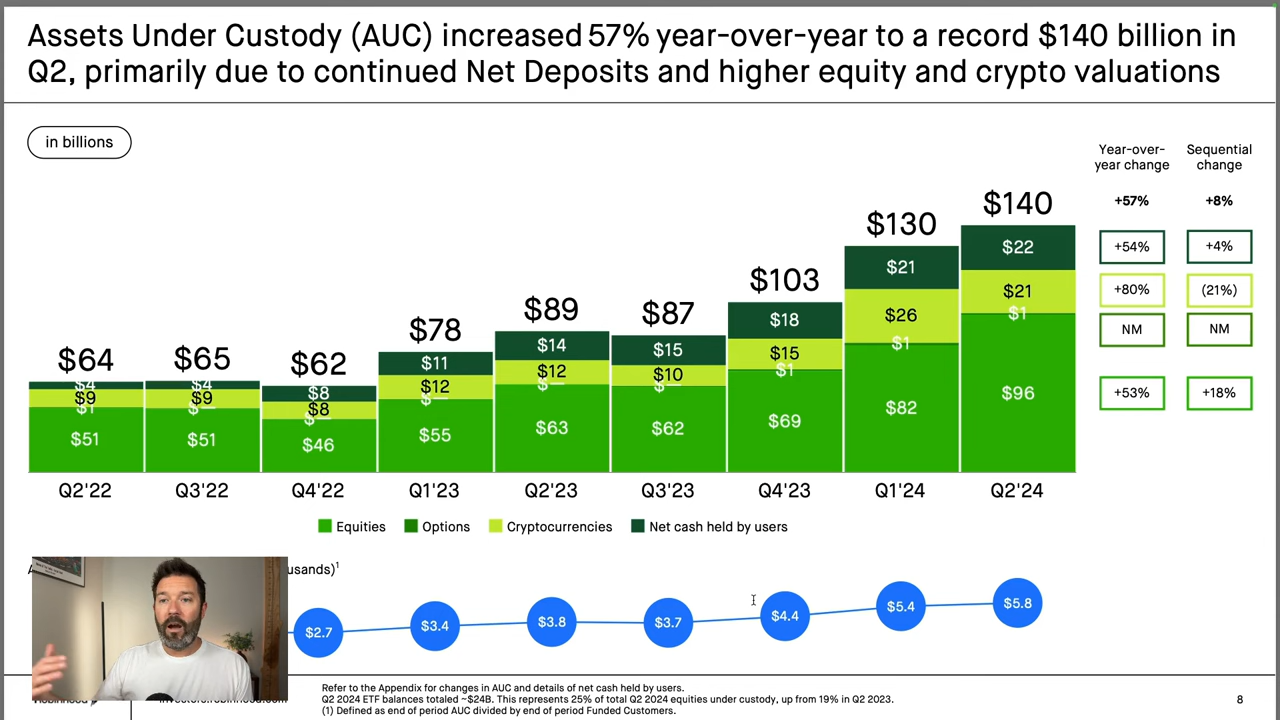 Assets Under Custody (AUC) increased 57% year-over-year to a record $140 billion in
Q2, primarily due to continued Net Deposits and higher equity and crypto valuations
in billions
Year-over-
year change
Sequential
change
+57% +8%
+54% +4%
+80% (21%)
NM NM
+53% +18%
$64 $65 $62 $78 $89 $87 $103 $130 $140
$4 $4 $8 $11 $14 $15 $18 $21 $22
$9 $9 $8 $12 $12 $10 $15 $26 $21
$1 $— $— $— $— $— $1 $1 $1
$51 $51 $46 $55 $63 $62 $69 $82 $96
Q2'22 Q3'22 Q4'22 Q1'23 Q2'23 Q3'23 Q4'23 Q1'24 Q2'24
Equities Options Cryptocurrencies Net cash held by users
usands)¹
$2.7 $3.4 $3.8 $3.7 $4.4 $5.4 $5.8
Refer to the Appendix for changes in AUC and details of net cash held by users.
Q2 2024 ETF balances totaled ~$24B. This represents 25% of total Q2 2024 equities under custody, up from 19% in Q2 2023.
(1) Defined as end of period AUC divided by end of period Funded Customers.
8